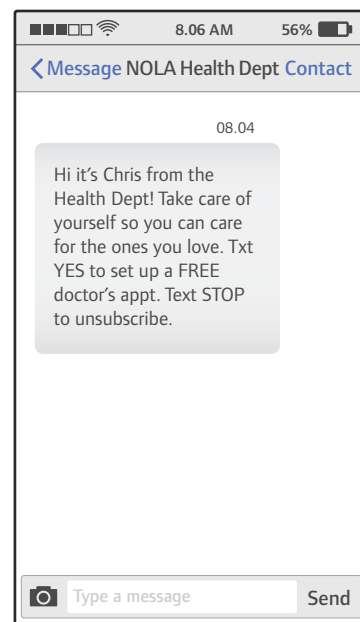 8.06 AM 56%
Message NOLA Health Dept Contact
08.04
Hi it's Chris from the
Health Dept! Take care of
yourself so you can care
for the ones you love. Txt
YES to set up a FREE
doctor's appt. Text STOP
to unsubscribe.
Type a message Send